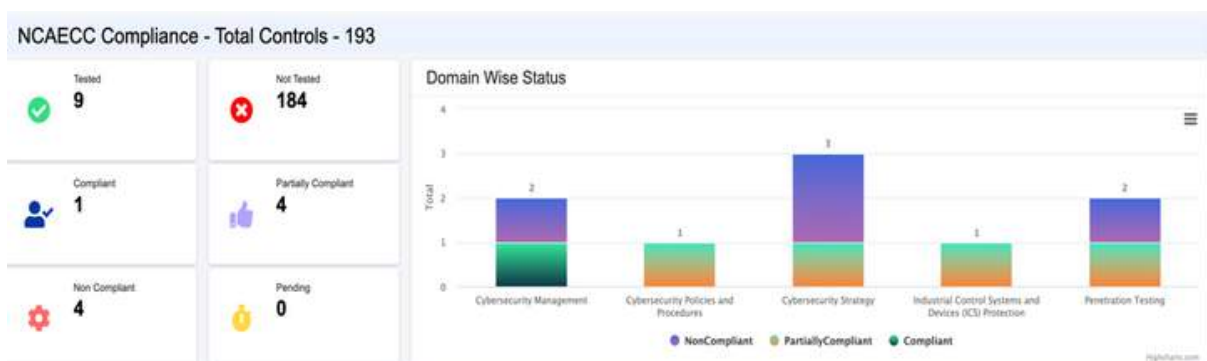 NCAECC Compliance - Total Controls - 193
Tested
9
Not Tested
184
Compliant
1
Partially Compliant
4
Non Compliant
4
Pending
0
Domain Wise Status
Total
4
3
2
1
0
2
1
3
1
2
Cybersecurity Management
Cybersecurity Policies and
Procedures
Cybersecurity Strategy
Industrial Control Systems and
Devices (ICS) Protection
Penetration Testing
NonCompliant
PartiallyCompliant
Compliant
Highcharts.com